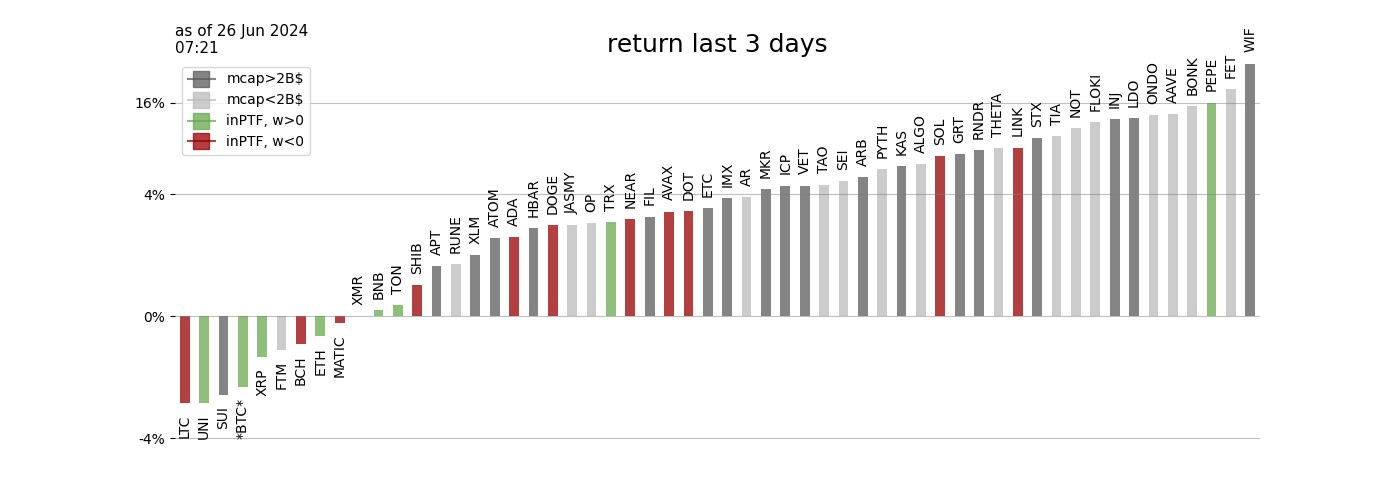 as of 26 Jun 2024
07:21
return last 3 days
mcap>2B$
mcap<2B$
inPTF, w>0
inPTF, w<0
16%
4%
0%
-4%
LTC
UNI
SUI
*BTC*
XRP
FTM
BCH
ETH
MATIC
XMR
BNB
TON
SHIB
APT
RUNE
XLM
ATOM
ADA
HBAR
DOGE
JASMY
OP
TRX
NEAR
FIL
AVAX
DOT
ETC
IMX
AR
MKR
ICP
VET
TAO
SEI
ARB
PYTH
KAS
ALGO
SOL
GRT
RNDR
THETA
LINK
STX
TIA
NOT
FLOKI
INJ
LDO
ONDO
AAVE
BONK
PEPE
FET
WIF